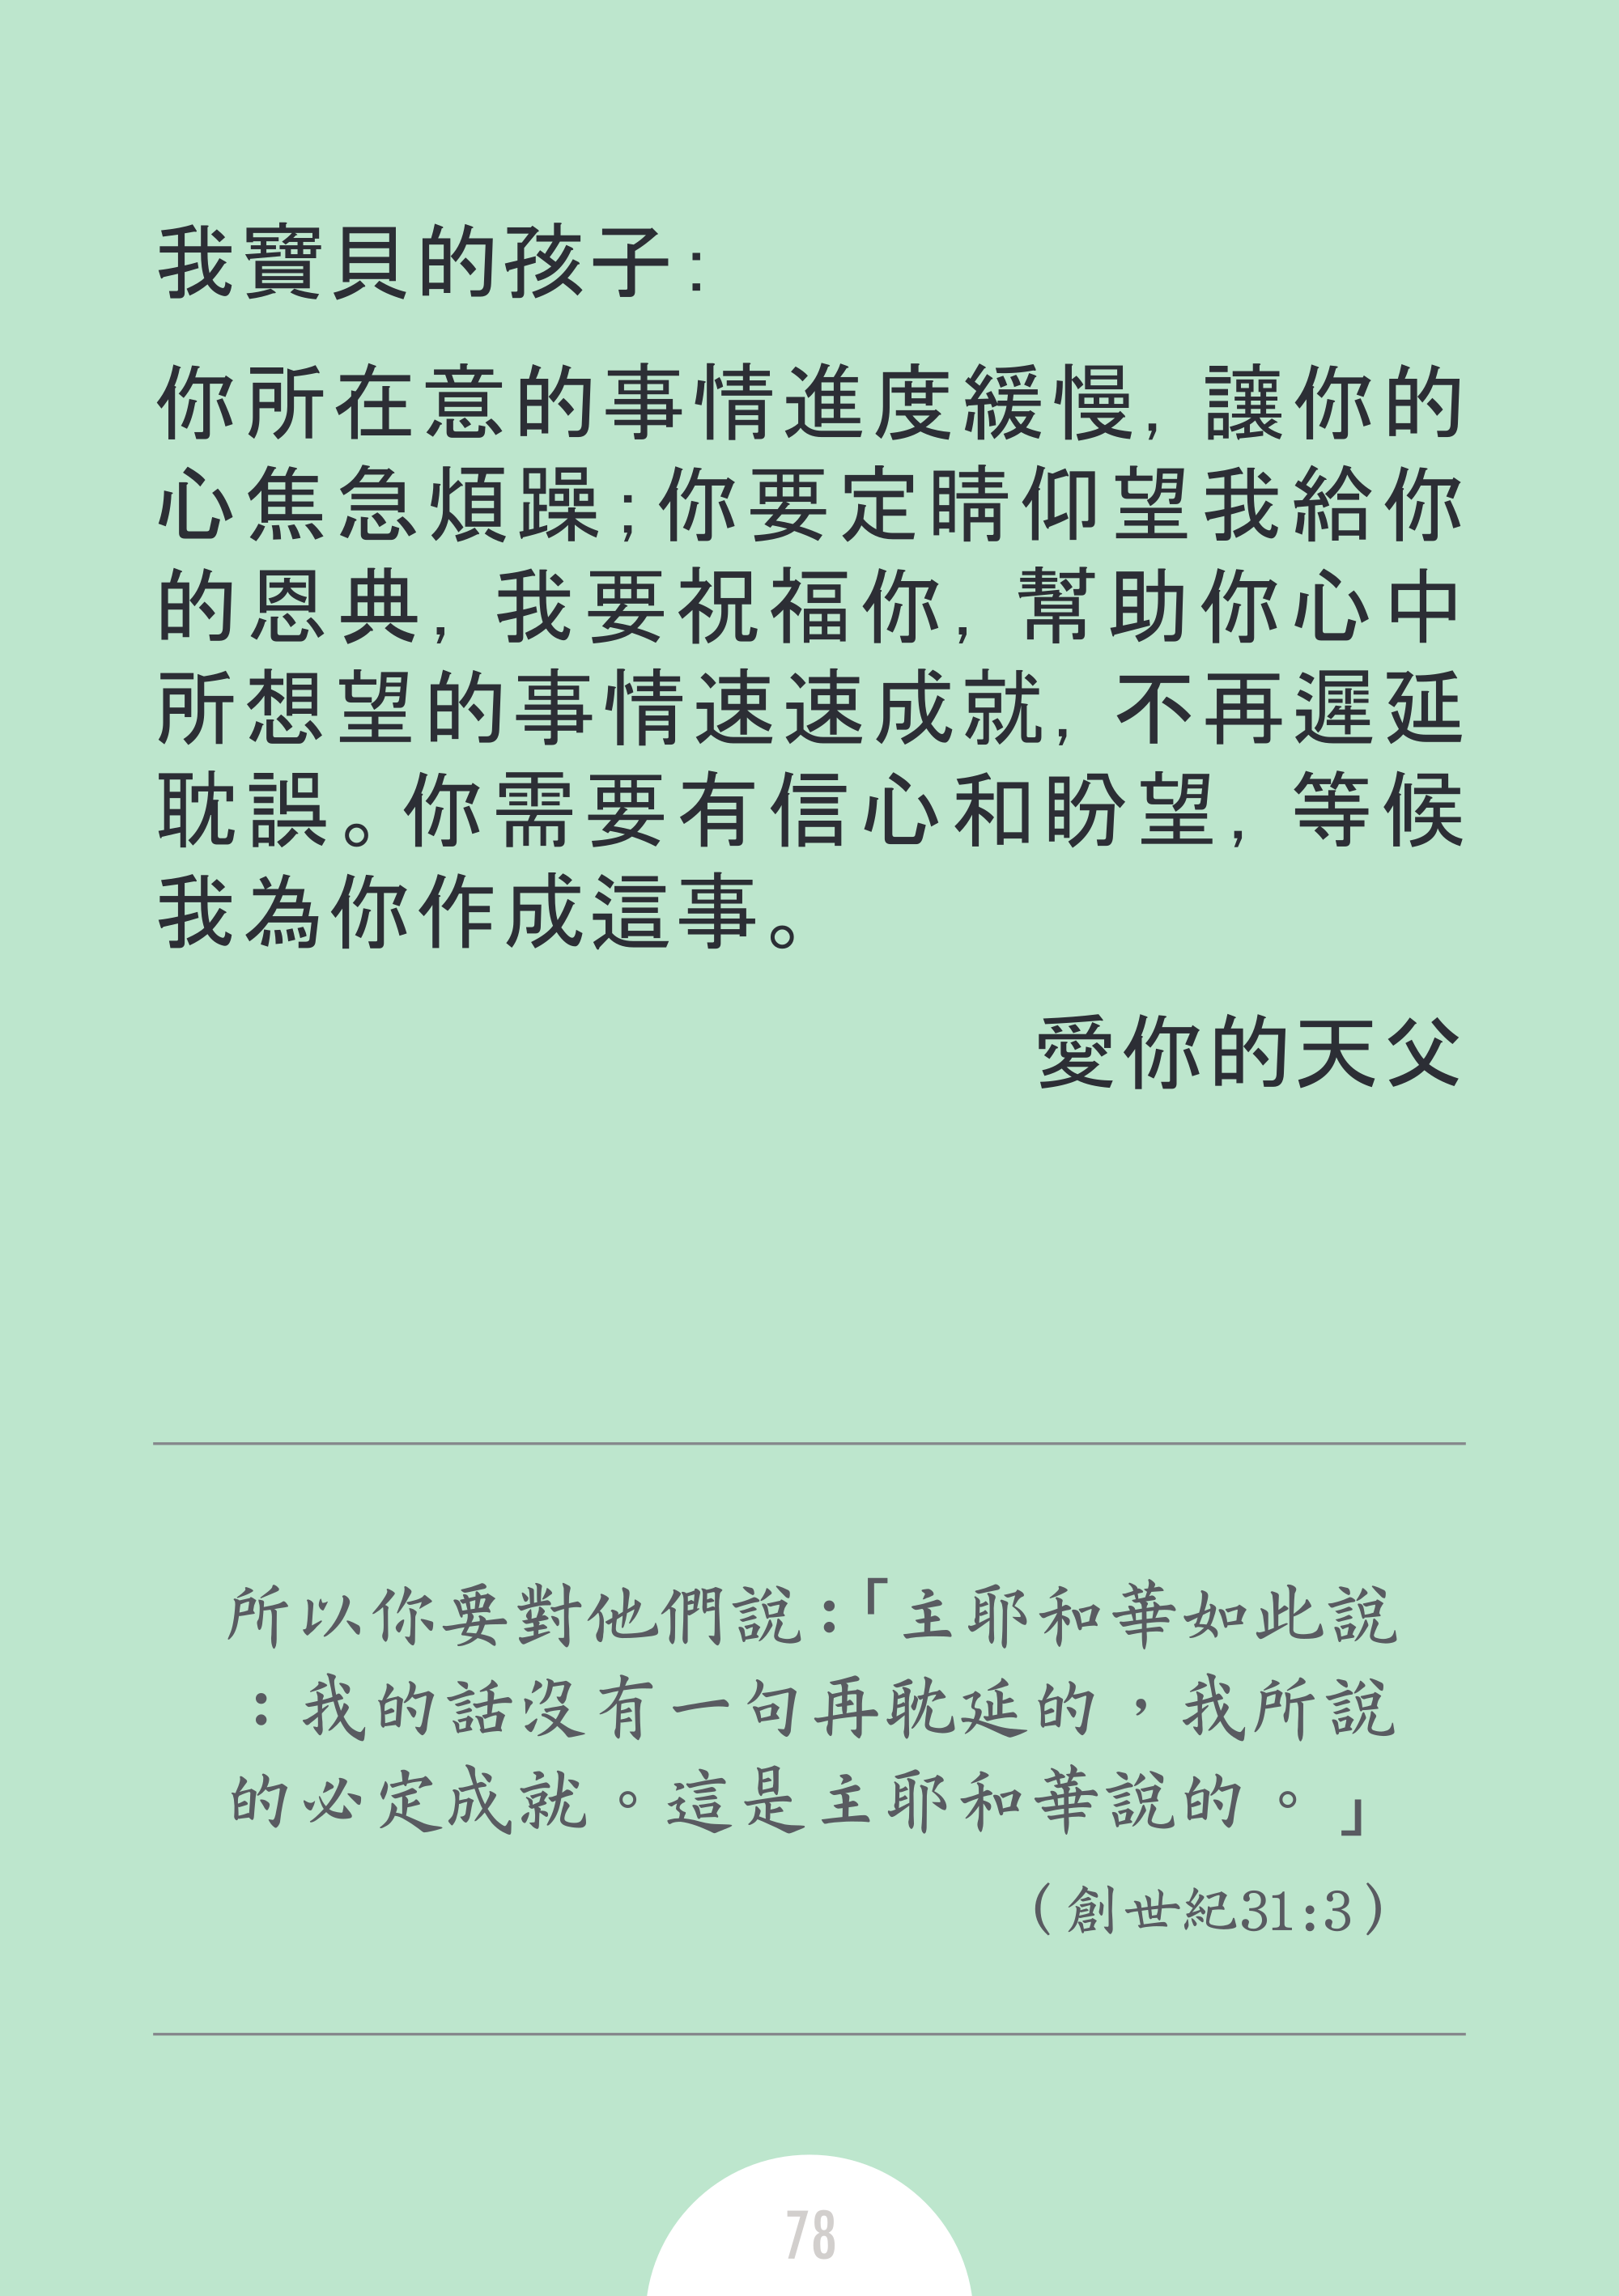 我寶貝的孩子：
你所在意的事情進度緩慢，讓你的
心焦急煩躁；你要定睛仰望我給你
的恩典，我要祝福你，幫助你心中
所想望的事情速速成就，不再遲延
耽誤。你需要有信心和盼望，等候
我為你作成這事。
愛你的天父
所以你要對他們說：「主耶和華如此說
：我的話沒有一句再耽延的，我所說
的必定成就。這是主耶和華說的。」
（創世紀31:3）
78